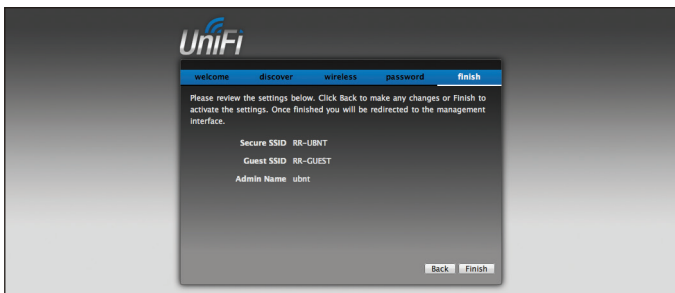 UniFi
welcome discover wireless password finish
Please review the settings below. Click Back to make any changes or Finish to
activate the settings. Once finished you will be redirected to the management
interface.
Secure SSID RR-UBNT
Guest SSID RR-GUEST
Admin Name ubnt
Back Finish